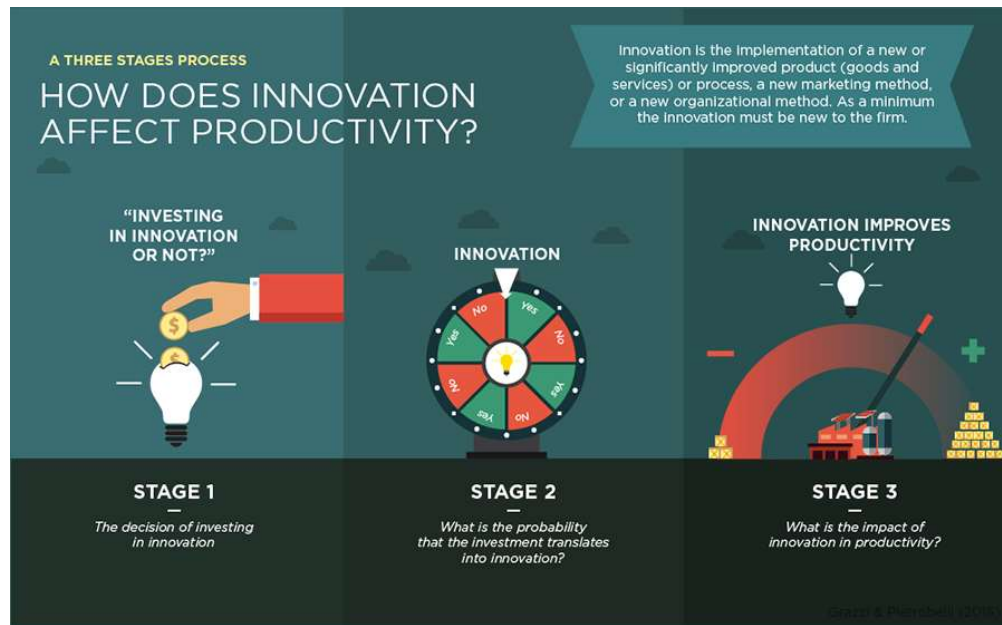 A THREE STAGES PROCESS
HOW DOES INNOVATION
AFFECT PRODUCTIVITY?
Innovation is the implementation of a new or
significantly improved product (goods and
services) or process, a new marketing method,
or a new organizational method. As a minimum
the innovation must be new to the firm.
“INVESTING
IN INNOVATION
OR NOT?”
$
$
INNOVATION
Yes
No
Yes
No
Yes
No
Yes
No
INNOVATION IMPROVES
PRODUCTIVITY
STAGE 1
The decision of investing
in innovation
STAGE 2
What is the probability
that the investment translates
into innovation?
STAGE 3
What is the impact of
innovation in productivity?
Grazzi & Pietrobelli (2016)